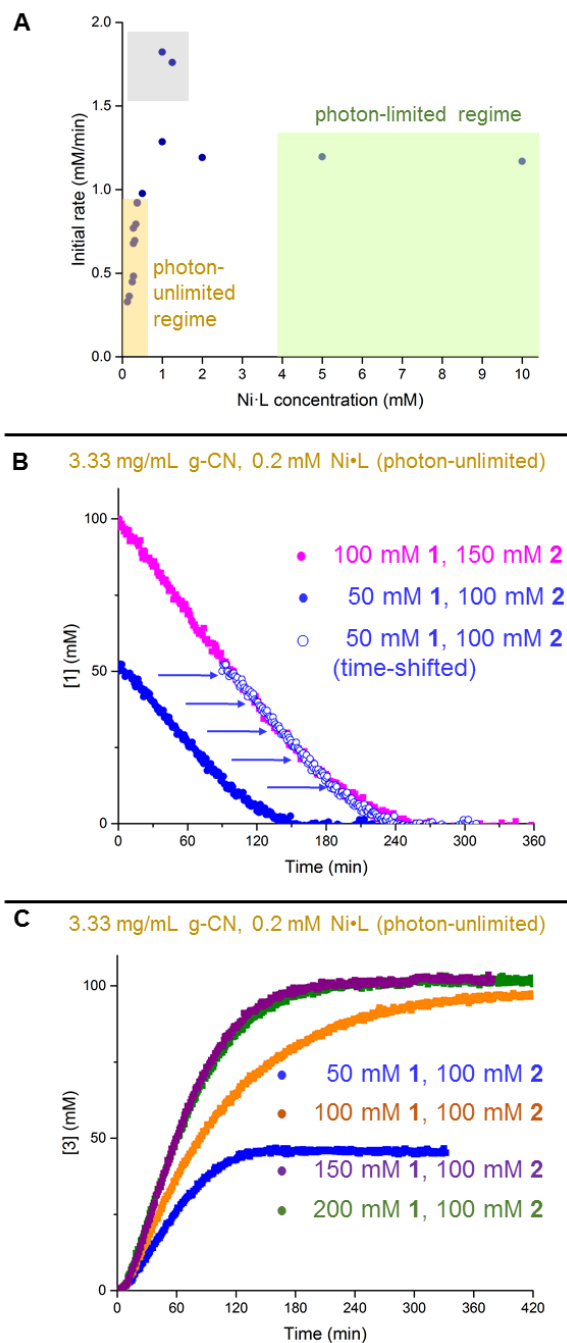 A
2.0
1.5
1.0
0.5
0.0
Initial rate (mM/min)
photon-limited regime
photon-
unlimited
regime
0 1 2 3 4 5 6 7 8 9 10
Ni·L concentration (mM)
B
3.33 mg/mL g-CN, 0.2 mM Ni•L (photon-unlimited)
100
50
0
[1] (mM)
100 mM 1, 150 mM 2
50 mM 1, 100 mM 2
50 mM 1, 100 mM 2
(time-shifted)
0 60 120 180 240 300 360
Time (min)
C
3.33 mg/mL g-CN, 0.2 mM Ni•L (photon-unlimited)
100
50
0
[3] (mM)
50 mM 1, 100 mM 2
100 mM 1, 100 mM 2
150 mM 1, 100 mM 2
200 mM 1, 100 mM 2
0 60 120 180 240 300 360 420
Time (min)